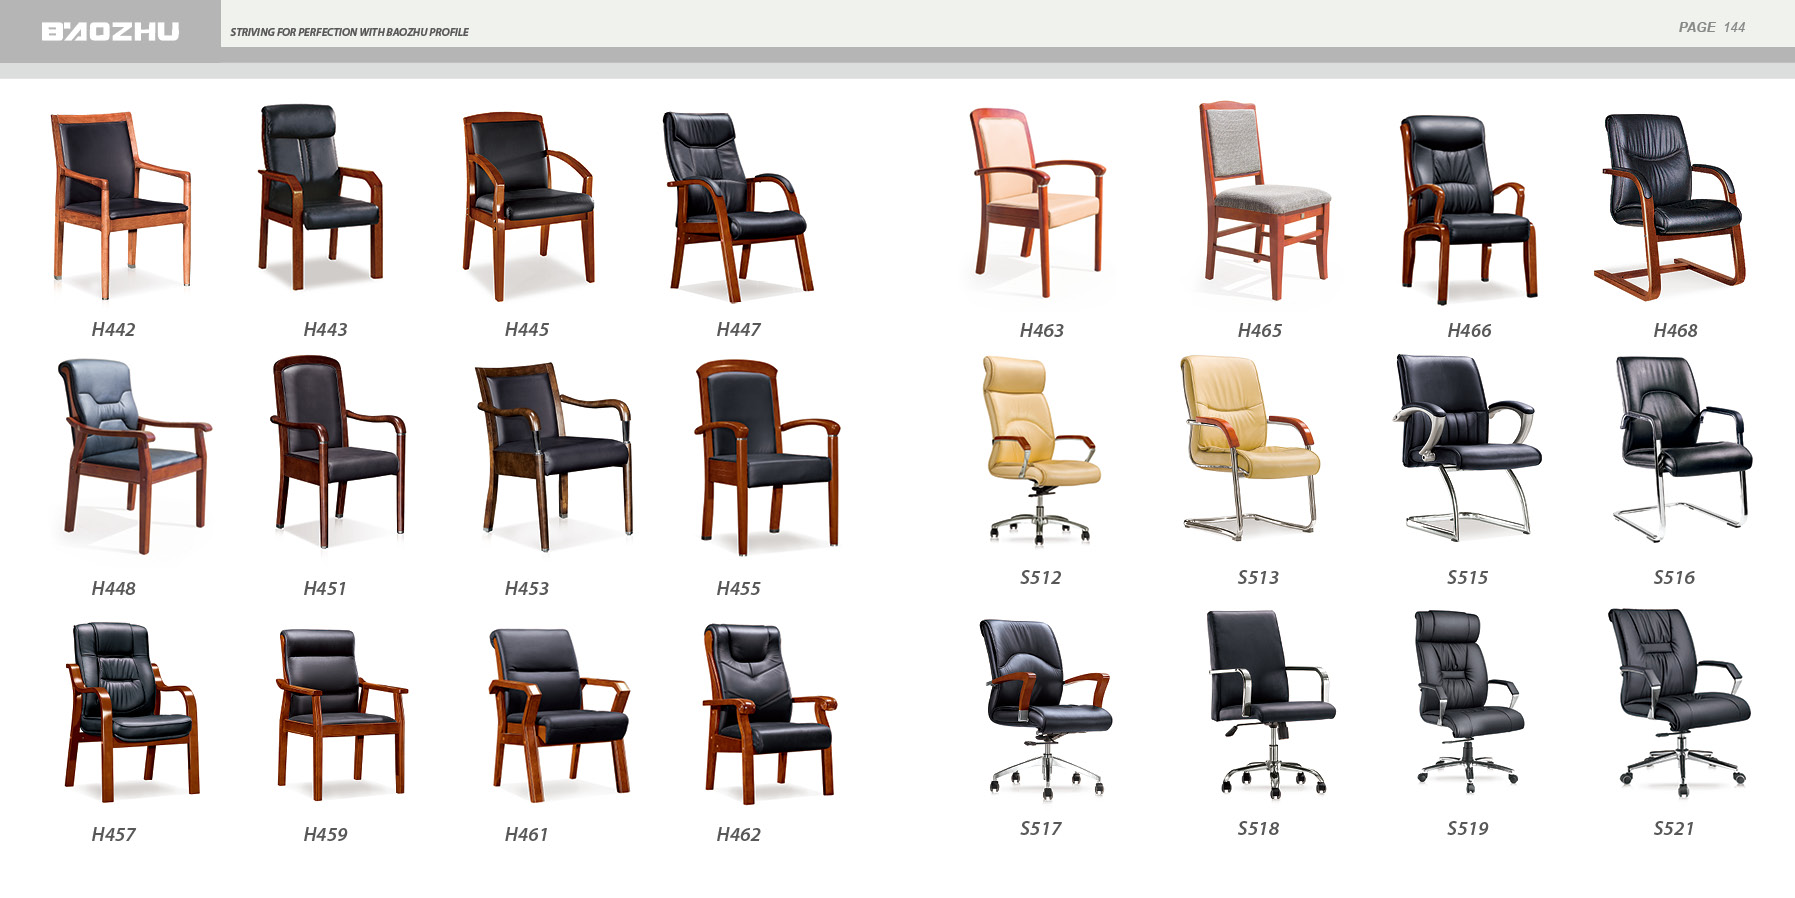 BAOZHU
STRIVING FOR PERFECTION WITH BAOZHU PROFILE
PAGE 144
H442
H443
H445
H447
H463
H465
H466
H468
H448
H451
H453
H455
S512
S513
S515
S516
H457
H459
H461
H462
S517
S518
S519
S521